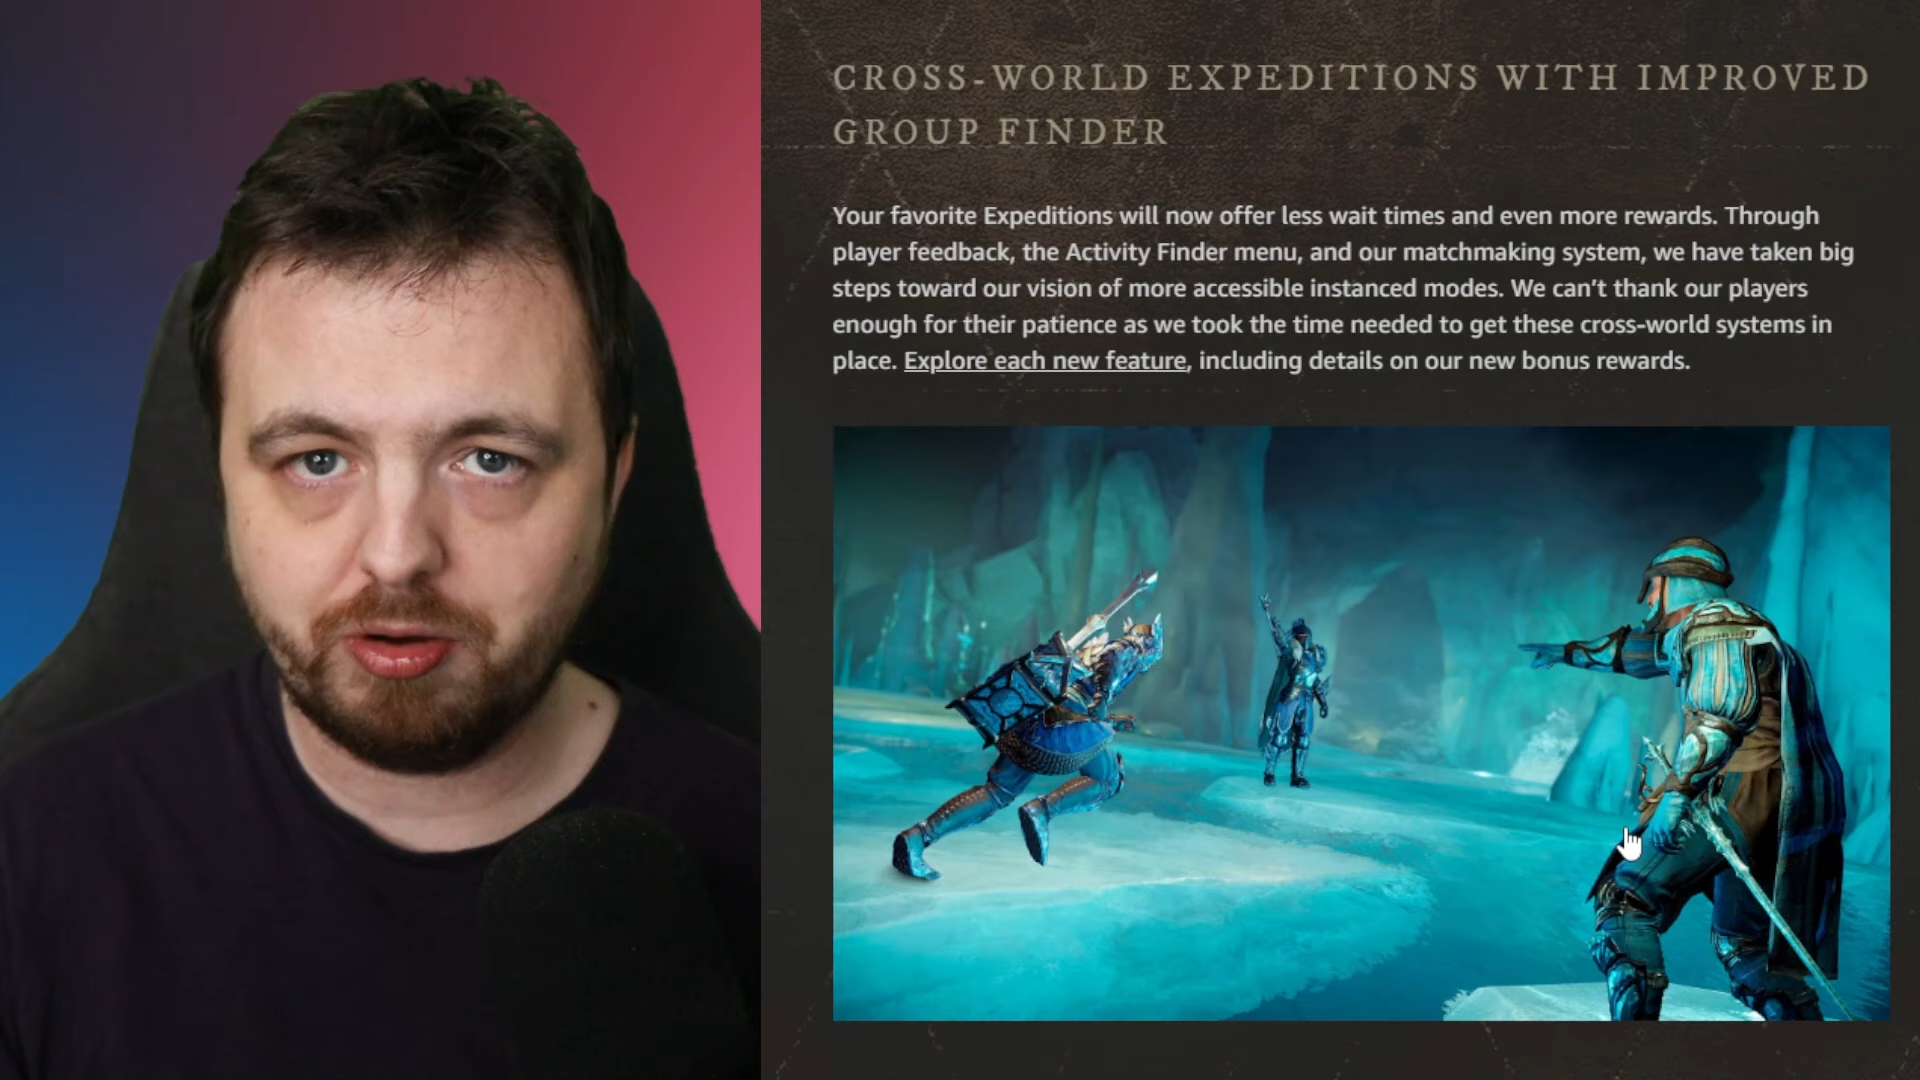 CROSS-WORLD EXPEDITIONS WITH IMPROVED
GROUP FINDER
Your favorite Expeditions will now offer less wait times and even more rewards. Through
player feedback, the Activity Finder menu, and our matchmaking system, we have taken big
steps toward our vision of more accessible instanced modes. We can’t thank our players
enough for their patience as we took the time needed to get these cross-world systems in
place. Explore each new feature, including details on our new bonus rewards.